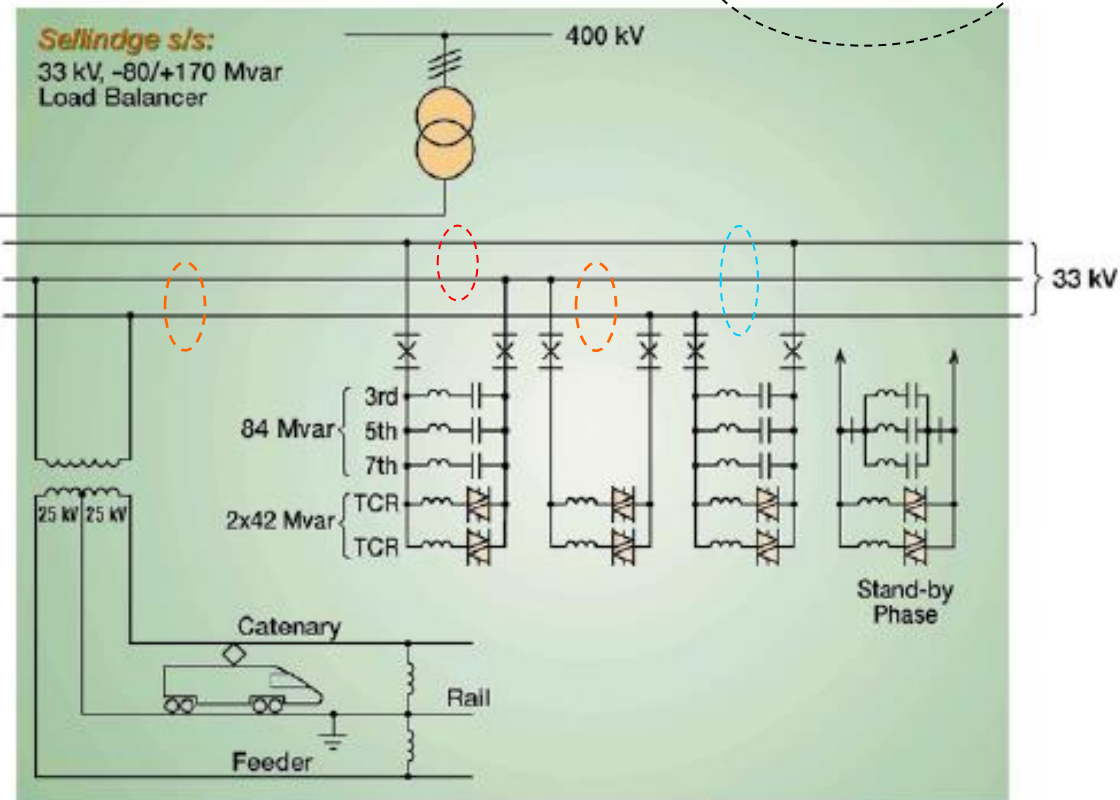 Sellindge s/s:
33 kV, -80/+170 Mvar
Load Balancer
400 kV
33 kV
84 Mvar
3rd
5th
7th
2x42 Mvar
TCR
TCR
25 kV 25 kV
Stand-by
Phase
Catenary
Rail
Feeder